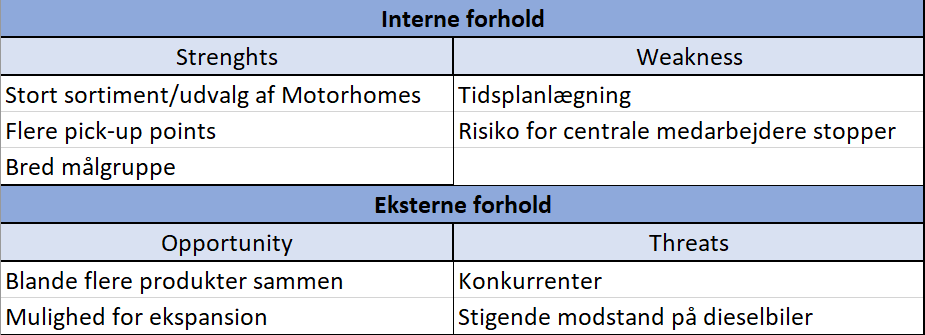 Interne forhold
Strenghts Weakness
Stort sortiment/udvalg af Motorhomes Tidsplanlægning
Flere pick-up points Risiko for centrale medarbejdere stopper
Bred målgruppe
Eksterne forhold
Opportunity Threats
Blande flere produkter sammen Konkurrenter
Mulighed for ekspansion Stigende modstand på dieselbiler